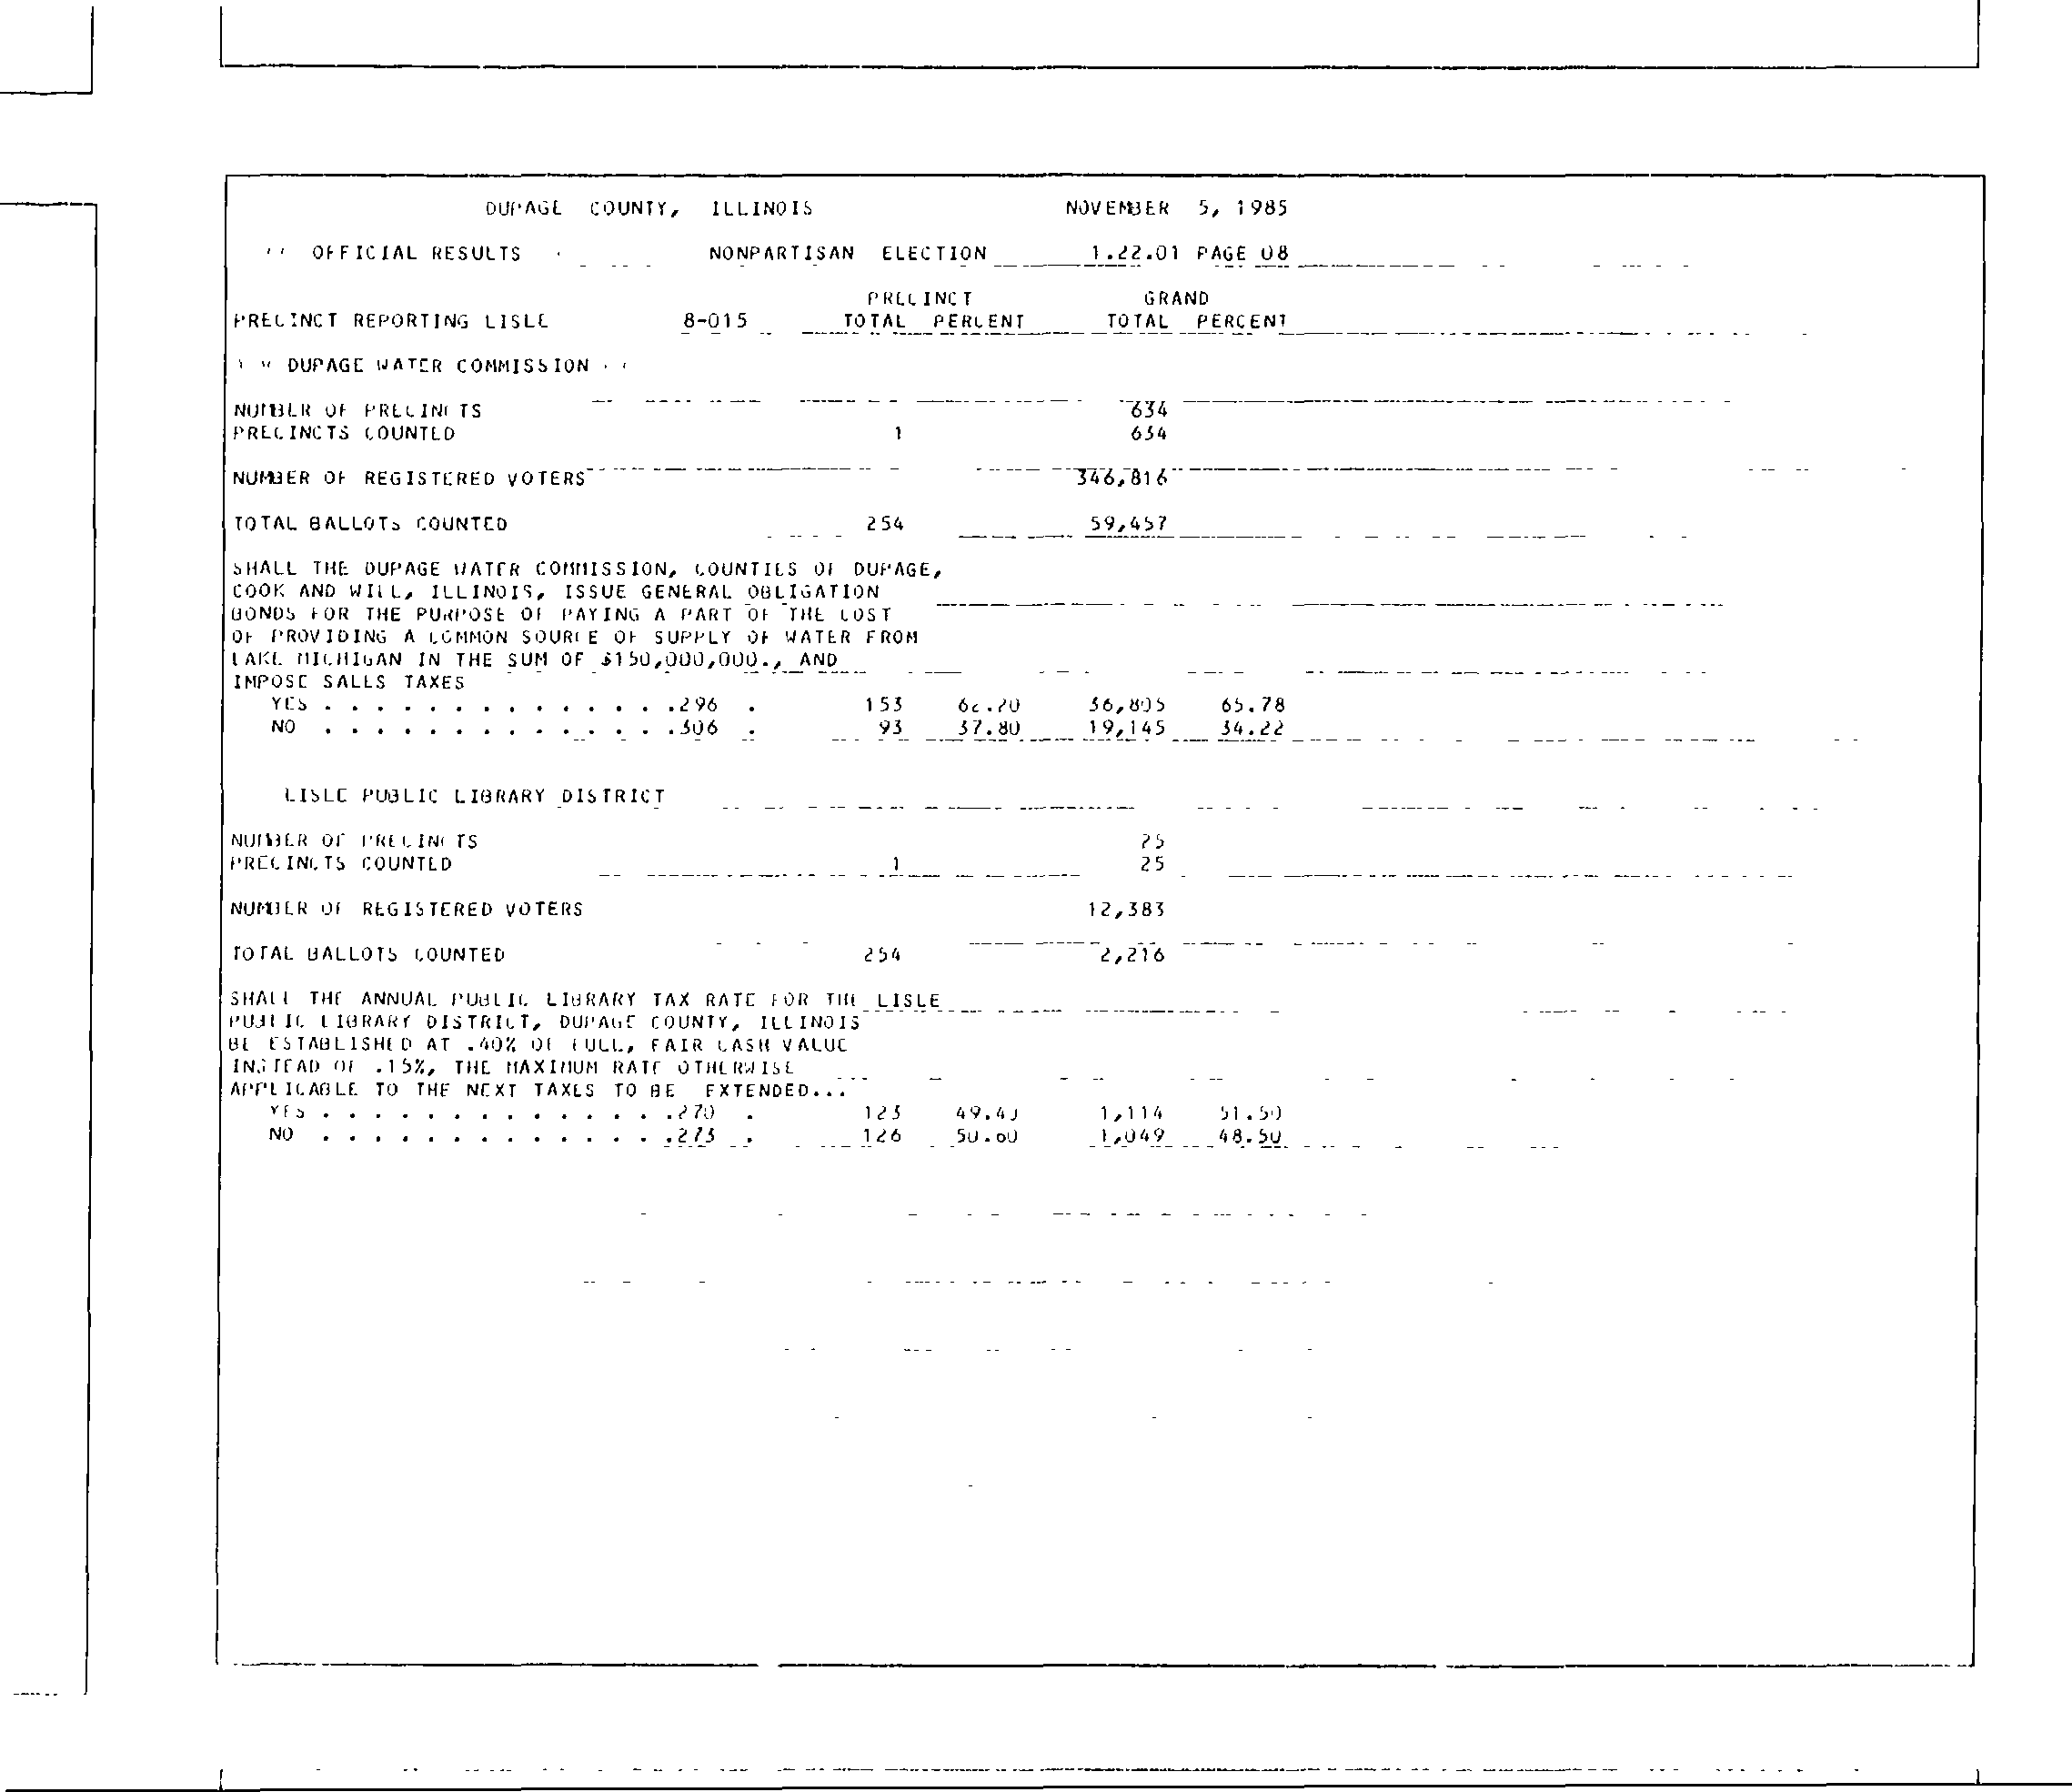 DUPAGE COUNTY, ILLINOIS NOVEMBER 5, 1985
OFFICIAL RESULTS NONPARTISAN ELECTION 1.22.01 PAGE 08
PRECINCT GRAND
PRECINCT REPORTING LISLE 8-015 TOTAL PERCENT TOTAL PERCENT
DUPAGE WATER COMMISSION
NUMBER OF PRECINCTS 634
PRECINCTS COUNTED 1 634
NUMBER OF REGISTERED VOTERS 346,816
TOTAL BALLOTS COUNTED 254 59,457
SHALL THE DUPAGE WATER COMMISSION, COUNTIES OF DUPAGE,
COOK AND WILL, ILLINOIS, ISSUE GENERAL OBLIGATION
BONDS FOR THE PURPOSE OF PAYING A PART OF THE COST
OF PROVIDING A COMMON SOURCE OF SUPPLY OF WATER FROM
LAKE MICHIGAN IN THE SUM OF $150,000,000., AND
IMPOSE SALES TAXES
YES . . . . . . . . . . . . . .296 . 153 62.20 36,805 65.78
NO . . . . . . . . . . . . . .306 . 93 37.80 19,145 34.22
LISLE PUBLIC LIBRARY DISTRICT
NUMBER OF PRECINCTS 25
PRECINCTS COUNTED 1 25
NUMBER OF REGISTERED VOTERS 12,383
TOTAL BALLOTS COUNTED 254 2,216
SHALL THE ANNUAL PUBLIC LIBRARY TAX RATE FOR THE LISLE
PUBLIC LIBRARY DISTRICT, DUPAGE COUNTY, ILLINOIS
BE ESTABLISHED AT .40% OF FULL, FAIR CASH VALUE
INSTEAD OF .15%, THE MAXIMUM RATE OTHERWISE
APPLICABLE TO THE NEXT TAXES TO BE EXTENDED...
YES . . . . . . . . . . . . . .270 . 123 49.40 1,114 51.50
NO . . . . . . . . . . . . . .273 . 126 50.60 1,049 48.50